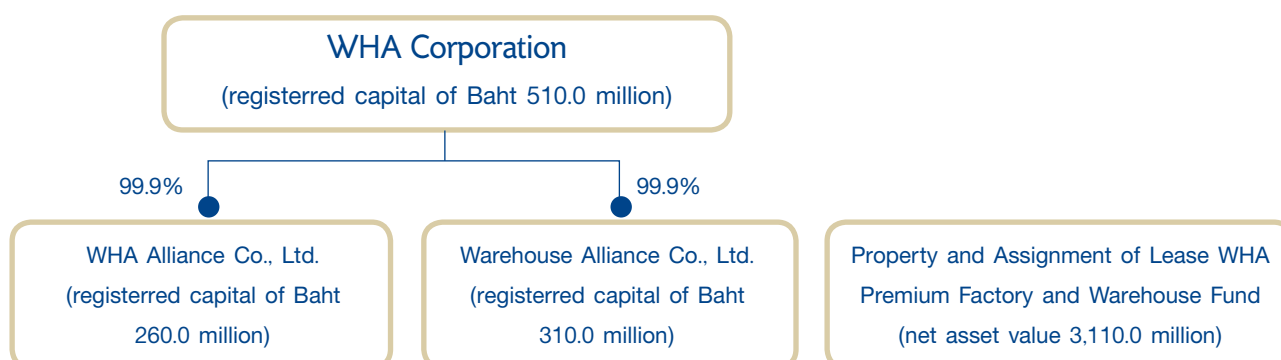 WHA Corporation
(registerred capital of Baht 510.0 million)
99.9%
99.9%
WHA Alliance Co., Ltd.
(registerred capital of Baht
260.0 million)
Warehouse Alliance Co., Ltd.
(registerred capital of Baht
310.0 million)
Property and Assignment of Lease WHA
Premium Factory and Warehouse Fund
(net asset value 3,110.0 million)